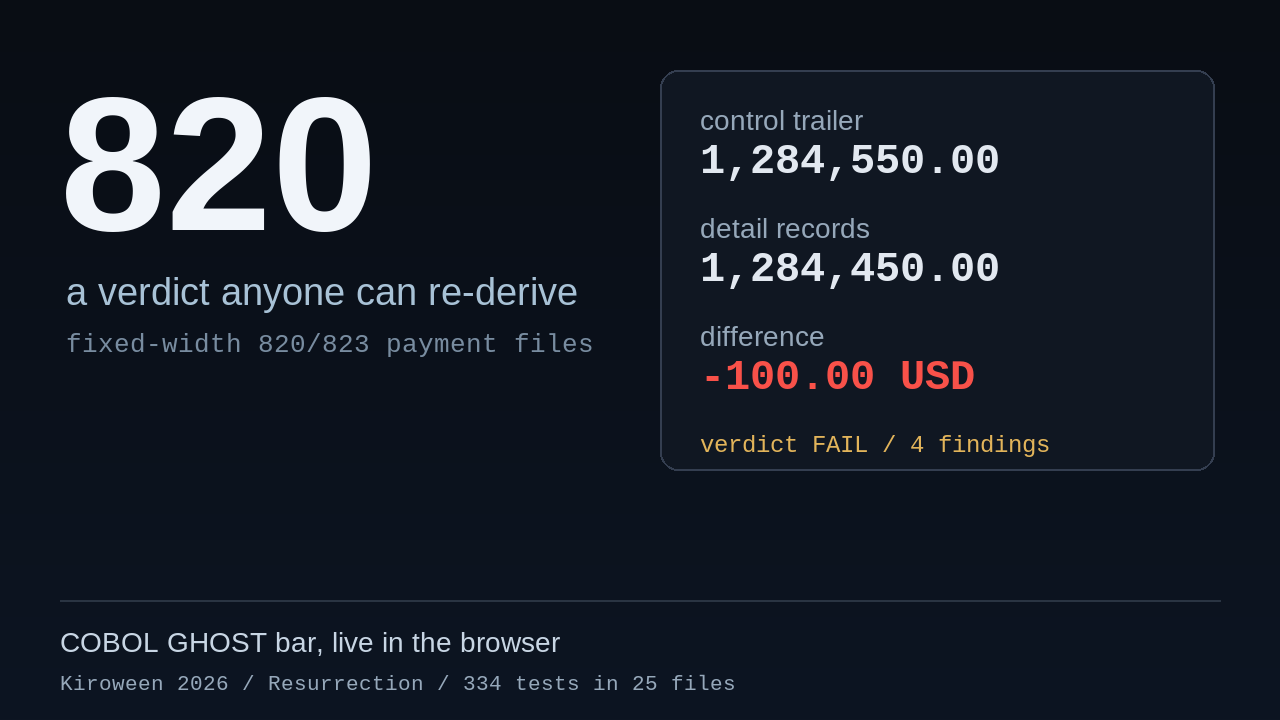 820
a verdict anyone can re-derive
fixed-width 820/823 payment files
control trailer
1,284,550.00
detail records
1,284,450.00
difference
-100.00 USD
verdict FAIL / 4 findings
COBOL GHOST bar, live in the browser
Kiroween 2026 / Resurrection / 334 tests in 25 files